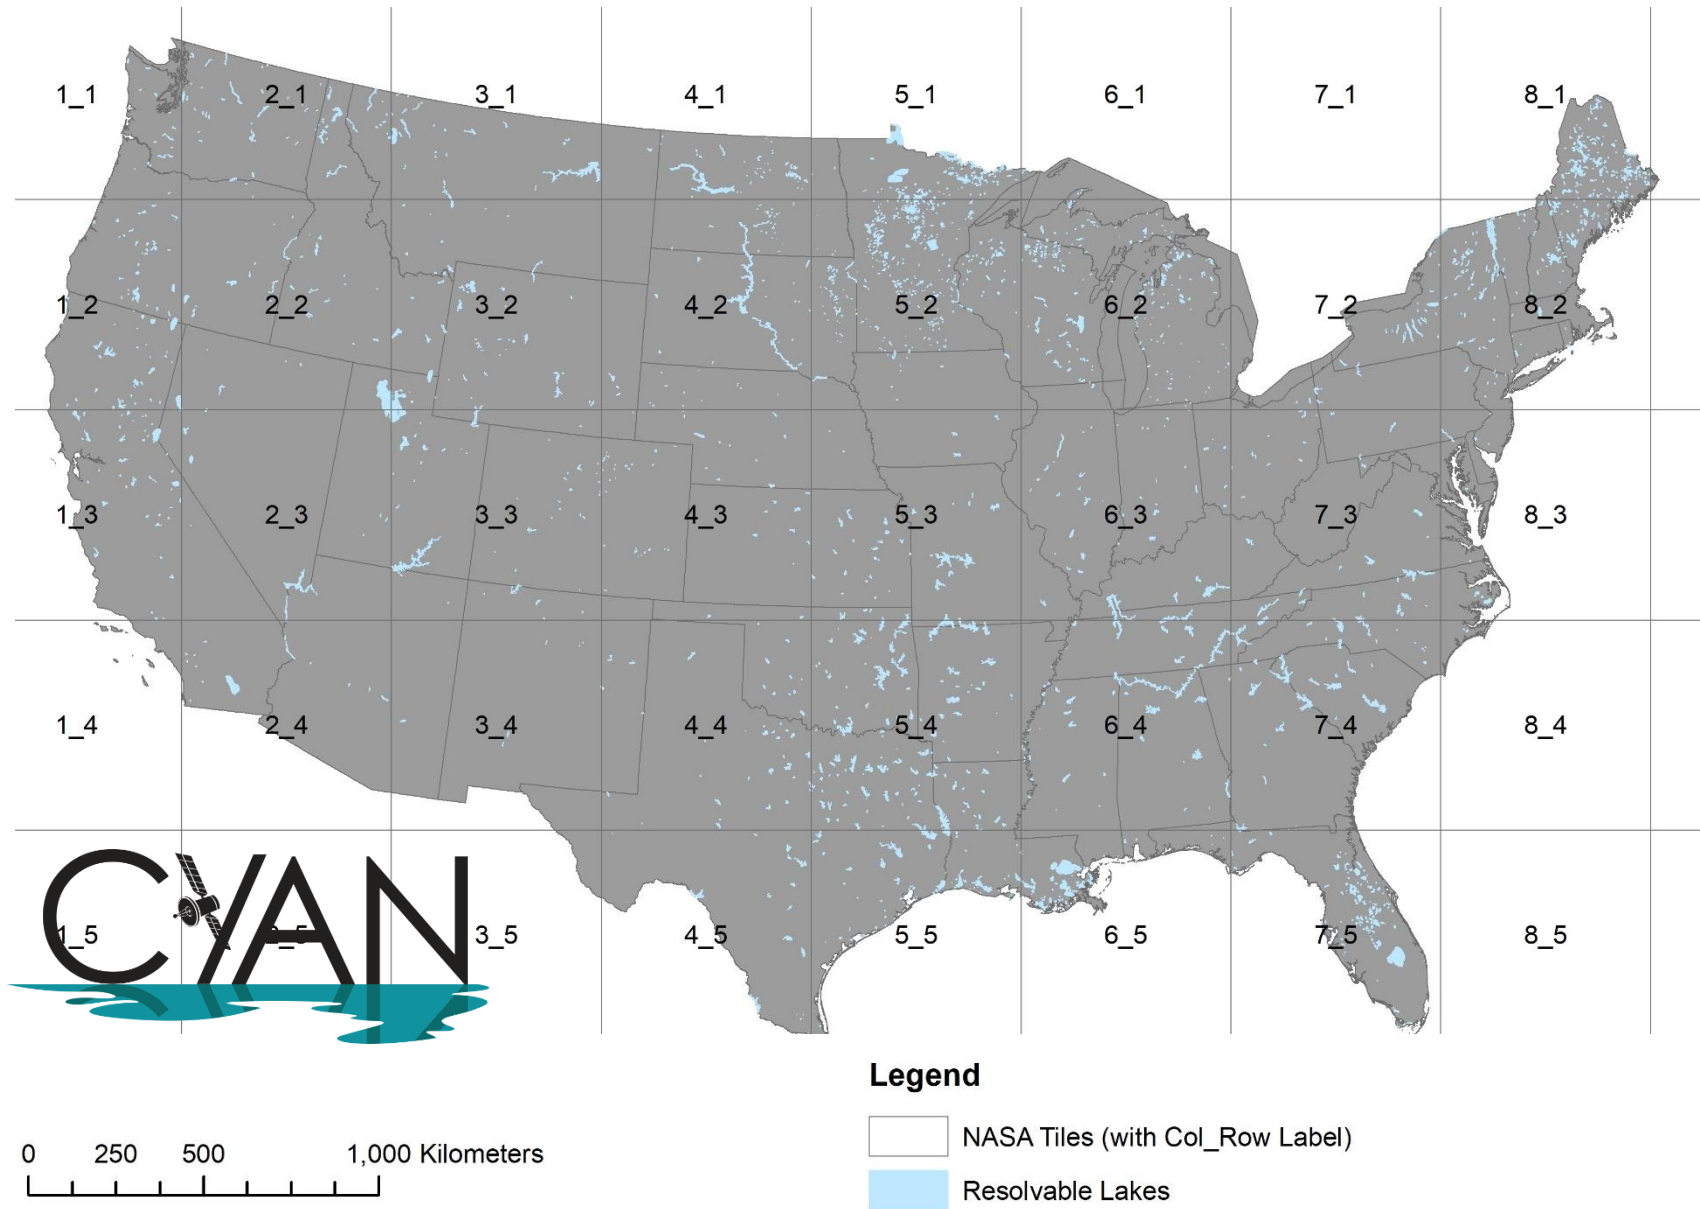 1_1 2_1 3_1 4_1 5_1 6_1 7_1 8_1
1_2 2_2 3_2 4_2 5_2 6_2 7_2 8_2
1_3 2_3 3_3 4_3 5_3 6_3 7_3 8_3
1_4 2_4 3_4 4_4 5_4 6_4 7_4 8_4
CYAN
1_5 2_5 3_5 4_5 5_5 6_5 7_5 8_5
Legend
NASA Tiles (with Col_Row Label)
0 250 500 1,000 Kilometers
Resolvable Lakes